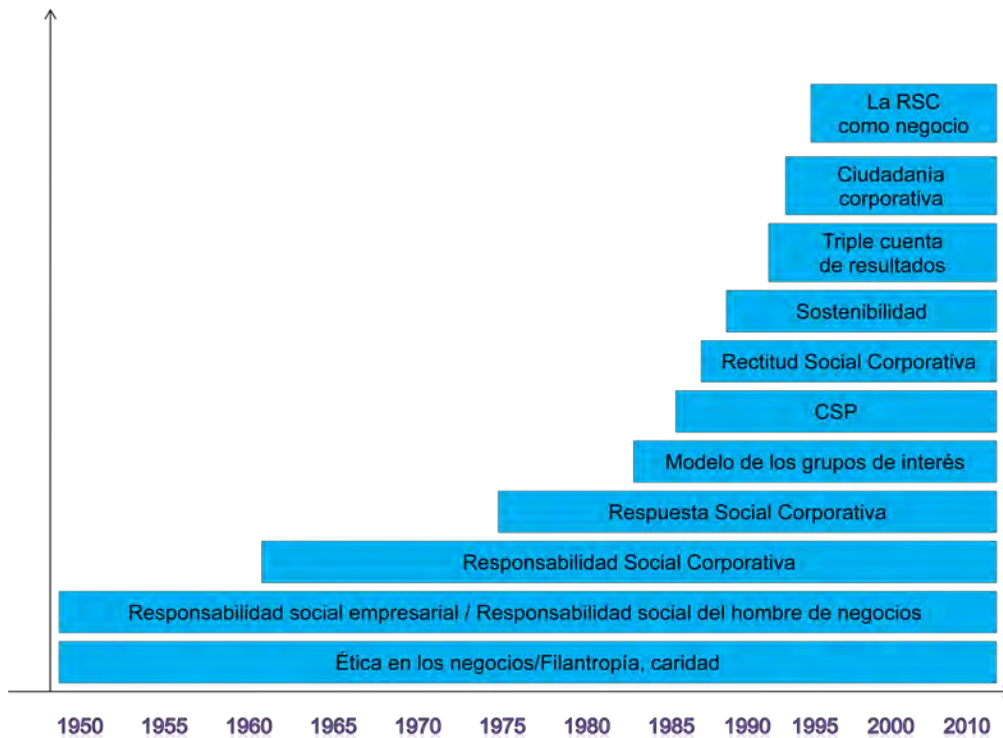 La RSC
como negocio
Ciudadanía
corporativa
Triple cuenta
de resultados
Sostenibilidad
Rectitud Social Corporativa
CSP
Modelo de los grupos de interés
Respuesta Social Corporativa
Responsabilidad Social Corporativa
Responsabilidad social empresarial / Responsabilidad social del hombre de negocios
Ética en los negocios/Filantropía, caridad
1950 1955 1960 1965 1970 1975 1980 1985 1990 1995 2000 2010